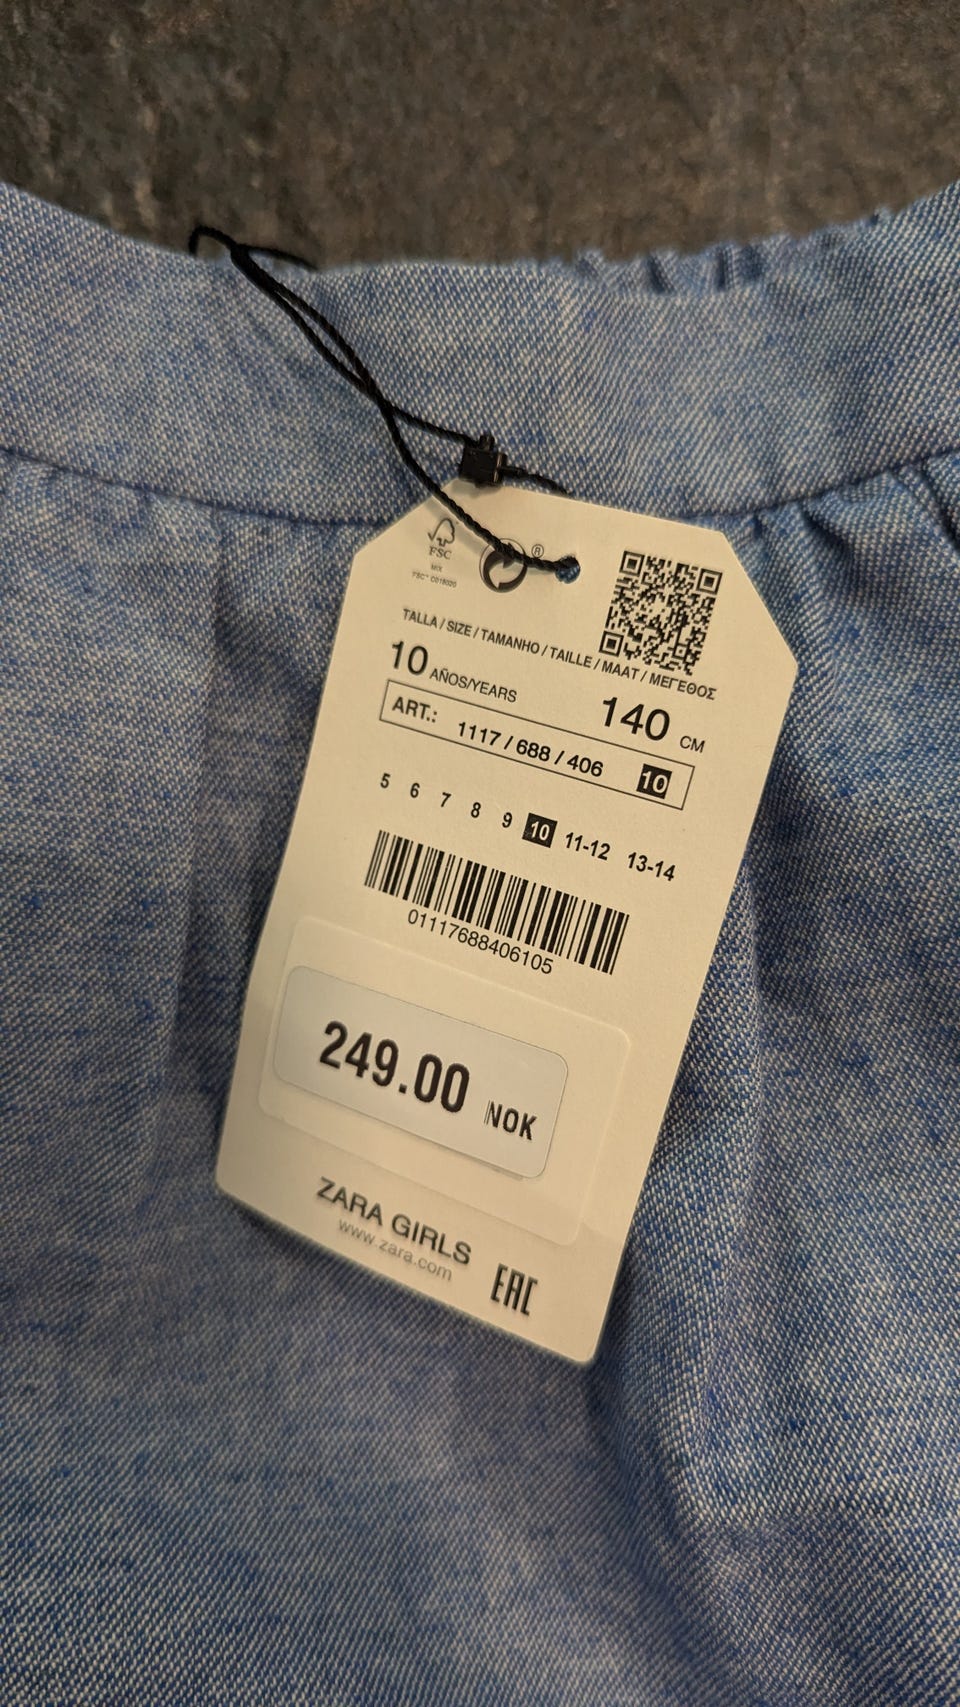 FSC
MIX
FSC™ C018020
®
TALLA / SIZE / TAMANHO / TAILLE / MAAT / ΜΕΓΕΘΟΣ
10 AÑOS/YEARS 140 CM
ART.: 1117 / 688 / 406 10
5 6 7 8 9 10 11-12 13-14
01117688406105
249.00 NOK
ZARA GIRLS
www.zara.com
EAC